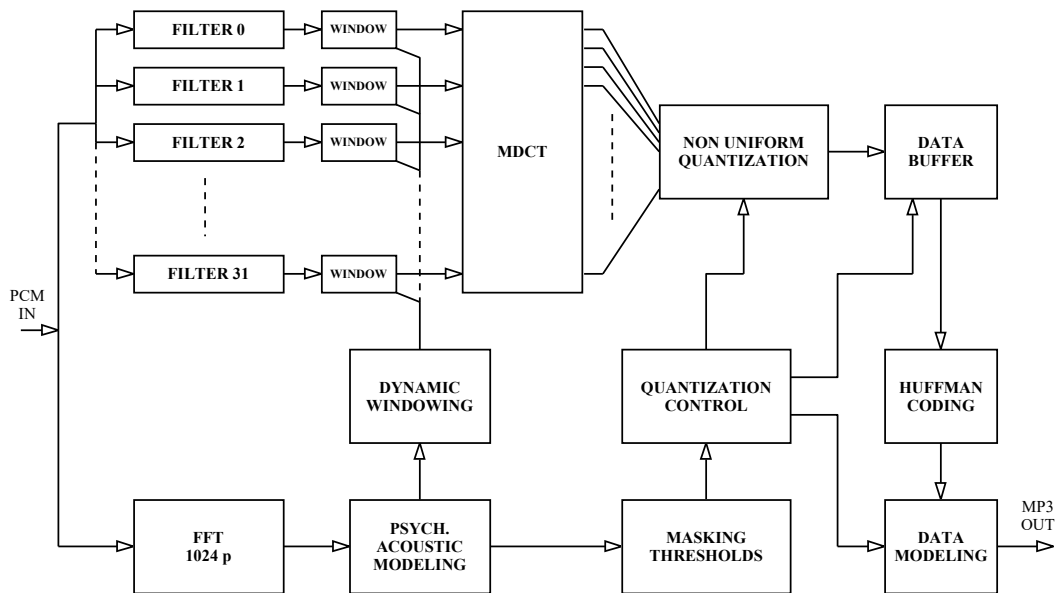 FILTER 0
WINDOW
FILTER 1
WINDOW
FILTER 2
WINDOW
FILTER 31
WINDOW
MDCT
NON UNIFORM
QUANTIZATION
DATA
BUFFER
PCM
IN
DYNAMIC
WINDOWING
QUANTIZATION
CONTROL
HUFFMAN
CODING
FFT
1024 p
PSYCH.
ACOUSTIC
MODELING
MASKING
THRESHOLDS
DATA
MODELING
MP3
OUT